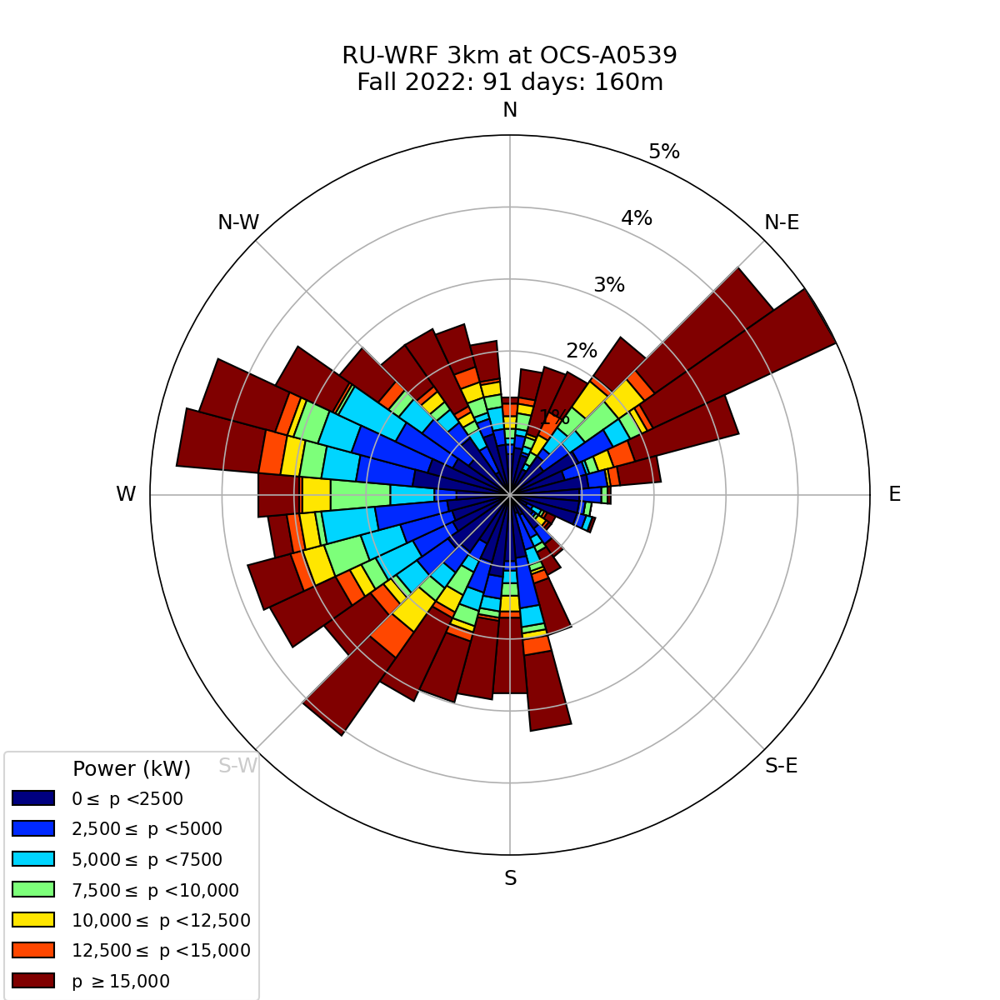 RU-WRF 3km at OCS-A0539
Fall 2022: 91 days: 160m
N
5%
N-W
4%
N-E
3%
2%
1%
W
E
S-W
S-E
S
Power (kW)
0≤ p <2500
2,500≤ p <5000
5,000≤ p <7500
7,500≤ p <10,000
10,000≤ p <12,500
12,500≤ p <15,000
p ≥15,000